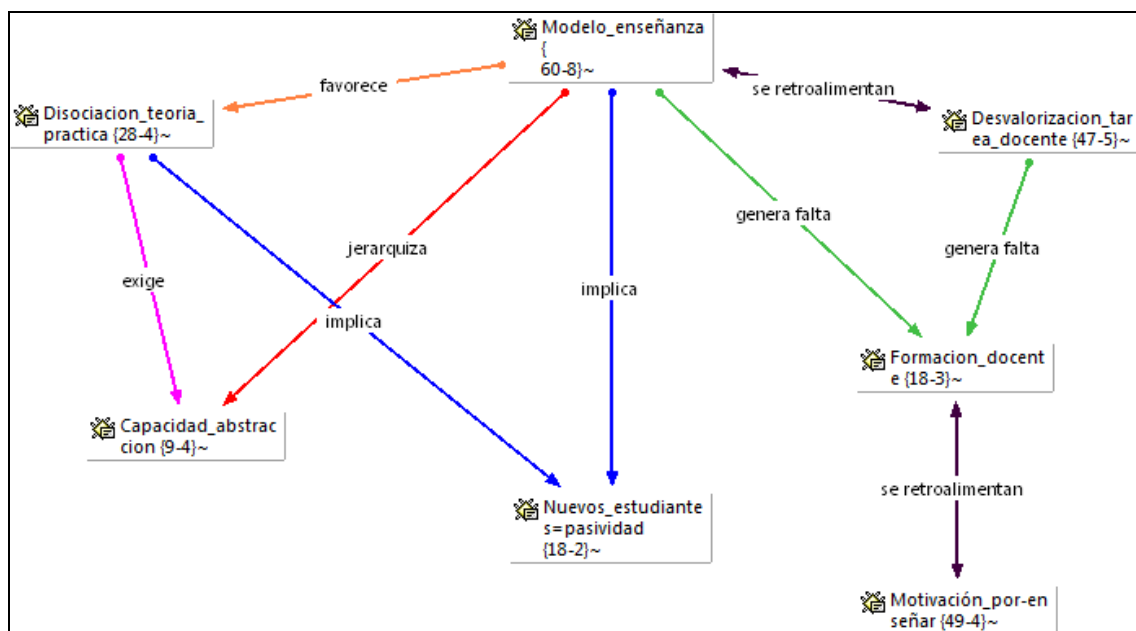 Modelo_enseñanza
{
60-8}~
favorece
se retroalimentan
Disociacion_teoria_
practica {28-4}~
Desvalorizacion_tar
ea_docente {47-5}~
genera falta
jerarquiza
genera falta
exige
implica
implica
Formacion_docent
e {18-3}~
Capacidad_abstrac
cion {9-4}~
se retroalimentan
Nuevos_estudiante
s=pasividad
{18-2}~
Motivación_por-en
señar {49-4}~